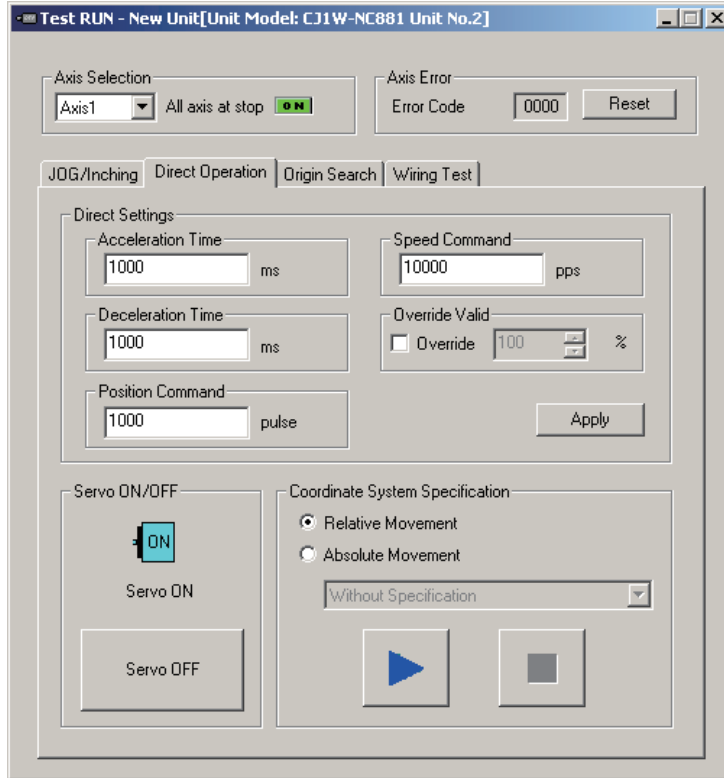 Test RUN - New Unit[Unit Model: CJ1W-NC881 Unit No.2]
Axis Selection
Axis1
All axis at stop
ON
Axis Error
Error Code
0000
Reset
JOG/Inching
Direct Operation
Origin Search
Wiring Test
Direct Settings
Acceleration Time
1000
ms
Speed Command
10000
pps
Deceleration Time
1000
ms
Override Valid
Override
100
%
Position Command
1000
pulse
Apply
Servo ON/OFF
ON
Servo ON
Servo OFF
Coordinate System Specification
Relative Movement
Absolute Movement
Without Specification